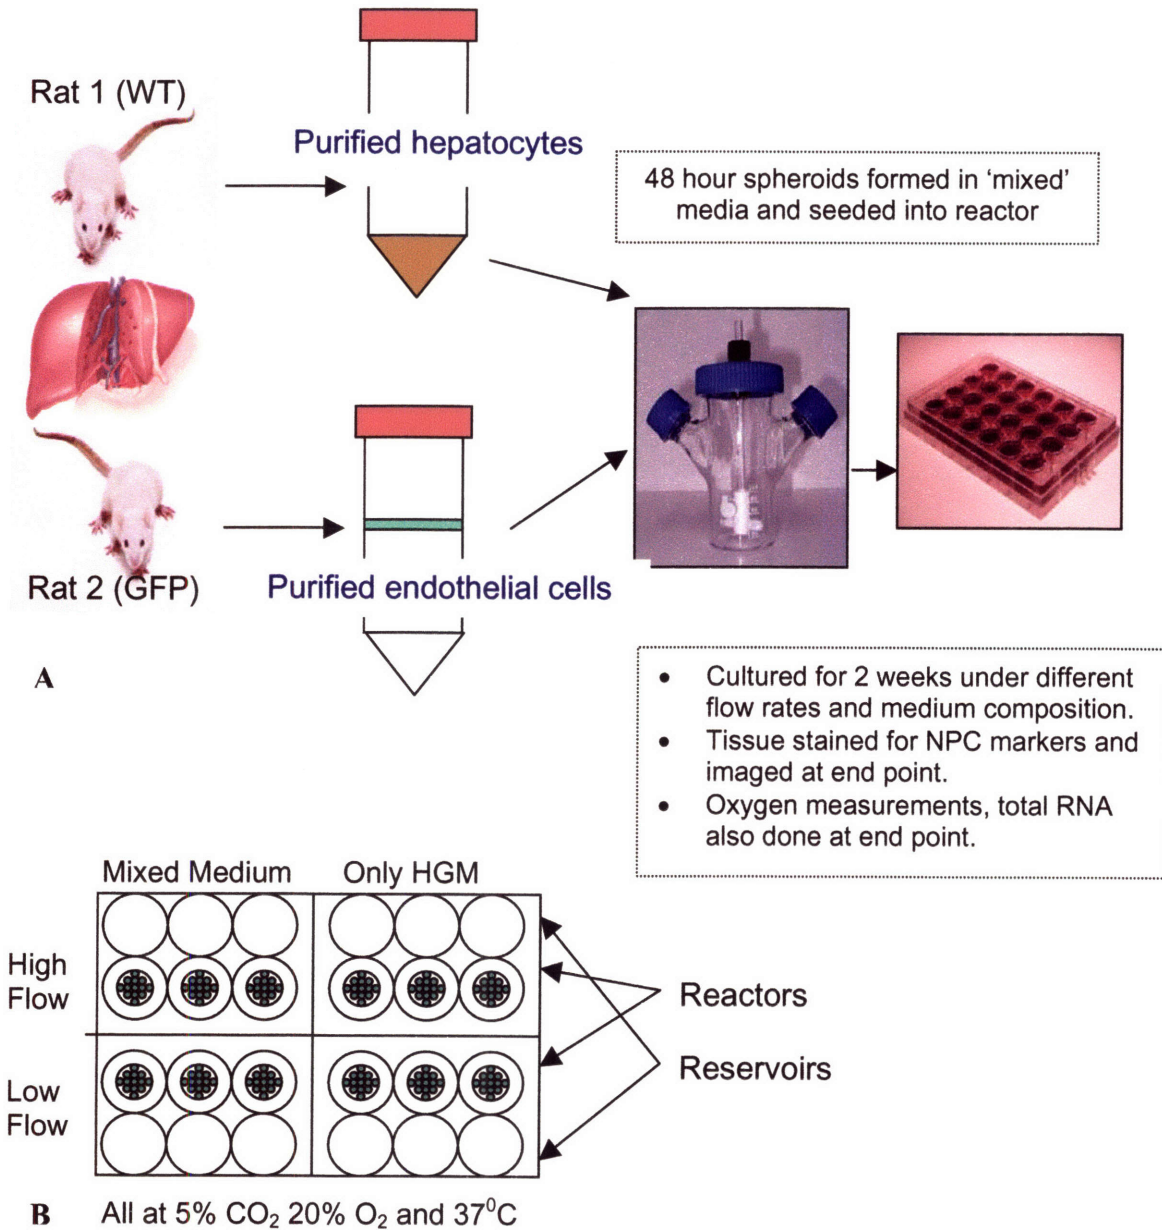 Rat 1 (WT)
Purified hepatocytes
48 hour spheroids formed in ‘mixed’
media and seeded into reactor
Rat 2 (GFP)
Purified endothelial cells
A
• Cultured for 2 weeks under different
flow rates and medium composition.
• Tissue stained for NPC markers and
imaged at end point.
• Oxygen measurements, total RNA
also done at end point.
Mixed Medium
Only HGM
High
Flow
Reactors
Reservoirs
Low
Flow
B All at 5% CO₂ 20% O₂ and 37⁰C